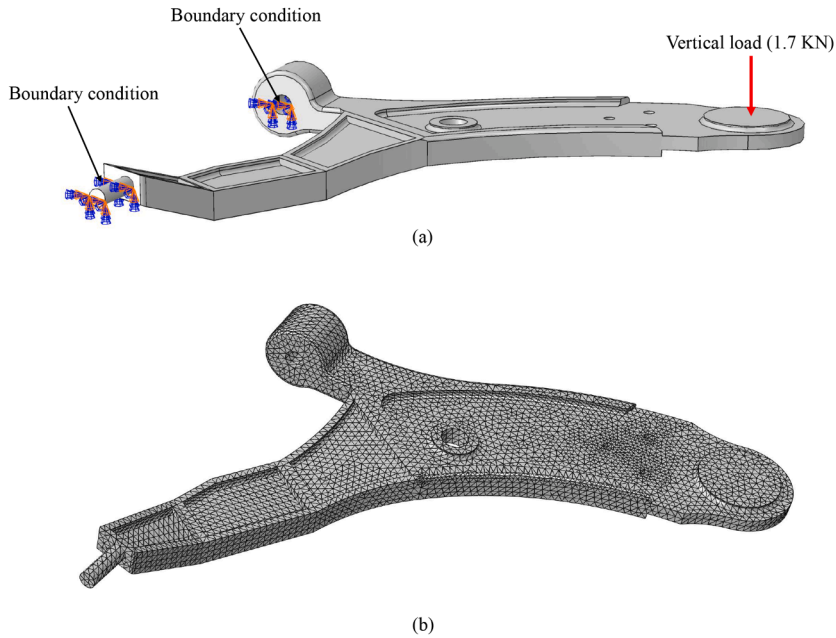 Boundary condition
Vertical load (1.7 KN)
Boundary condition
(a)
(b)